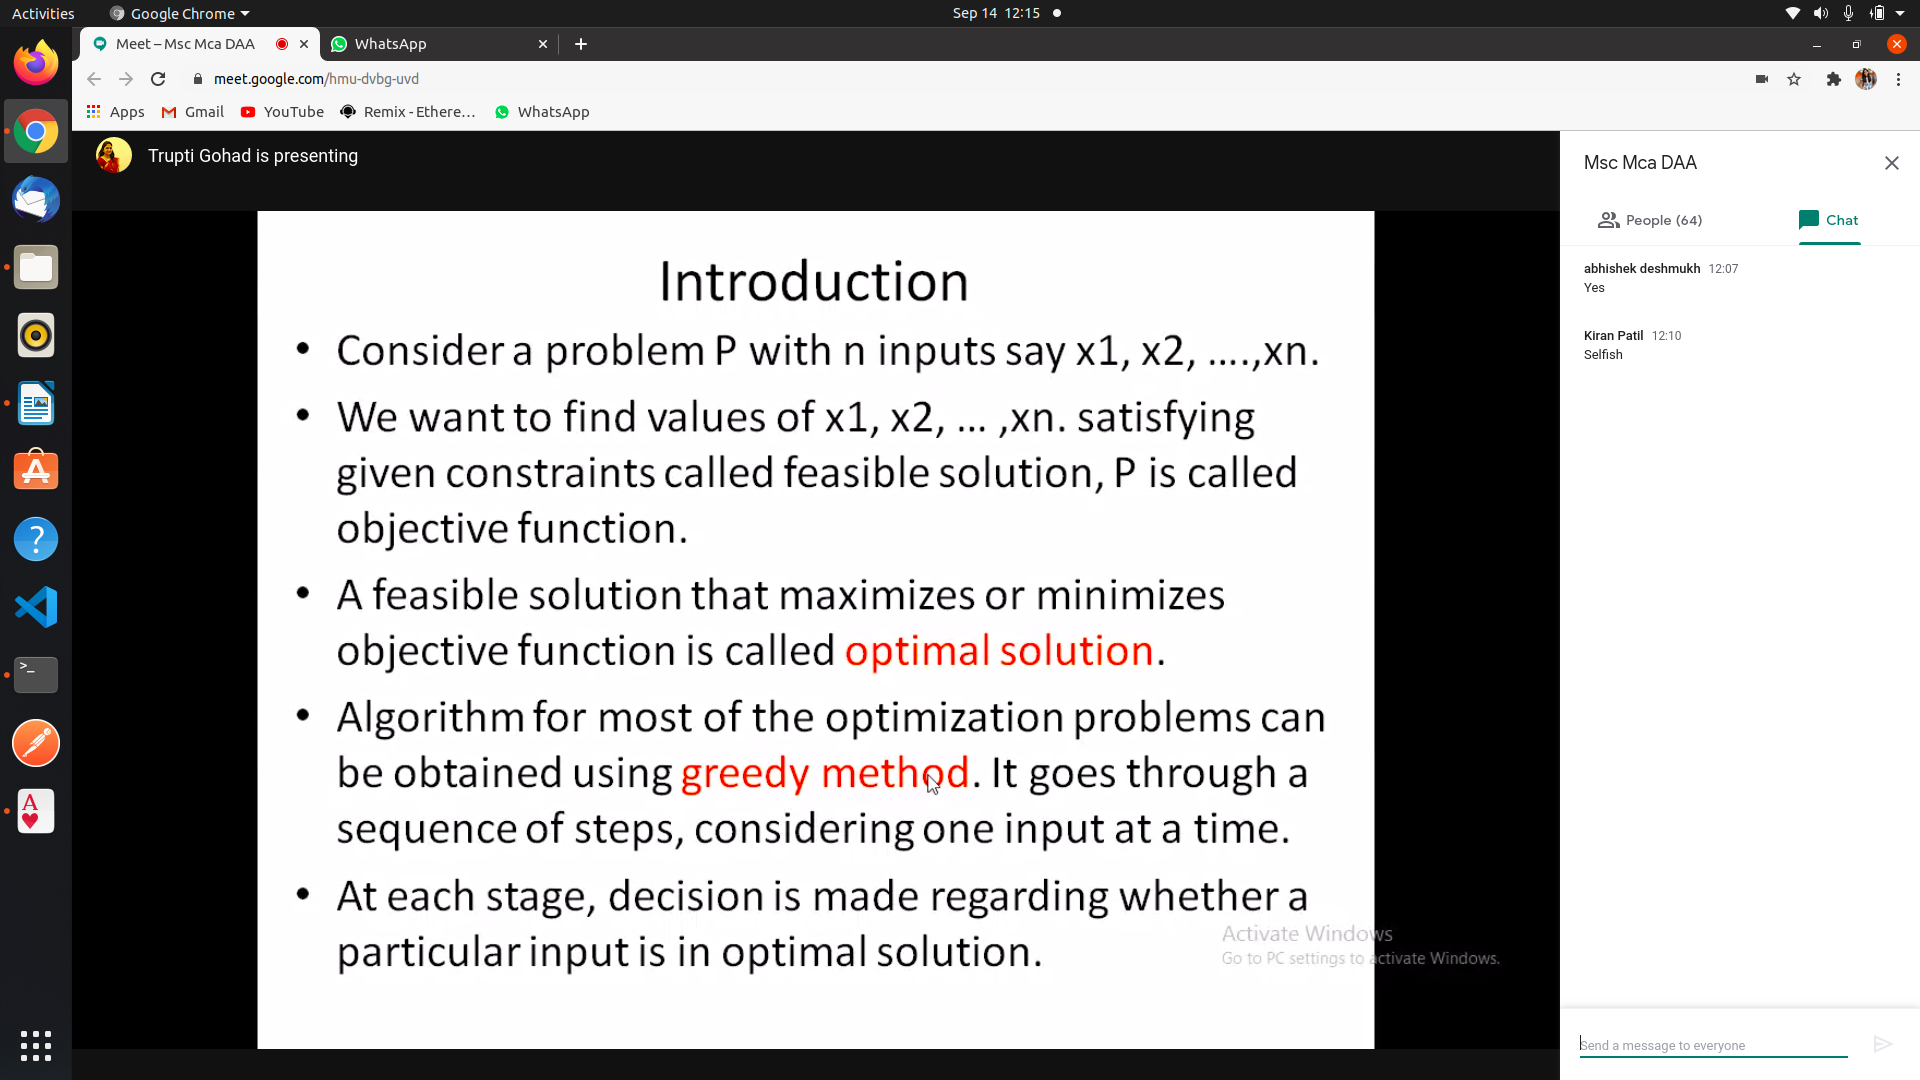 Activities
Google Chrome
Sep 14 12:15
Meet – Msc Mca DAA
WhatsApp
meet.google.com/hmu-dvbg-uvd
Apps
Gmail
YouTube
Remix - Ethere...
WhatsApp
Trupti Gohad is presenting
Introduction
• Consider a problem P with n inputs say x1, x2, ....,xn.
• We want to find values of x1, x2, ... ,xn. satisfying
given constraints called feasible solution, P is called
objective function.
• A feasible solution that maximizes or minimizes
objective function is called optimal solution.
• Algorithm for most of the optimization problems can
be obtained using greedy method. It goes through a
sequence of steps, considering one input at a time.
• At each stage, decision is made regarding whether a
particular input is in optimal solution.
Activate Windows
Go to PC settings to activate Windows.
Msc Mca DAA
People (64)
Chat
abhishek deshmukh 12:07
Yes
Kiran Patil 12:10
Selfish
Send a message to everyone